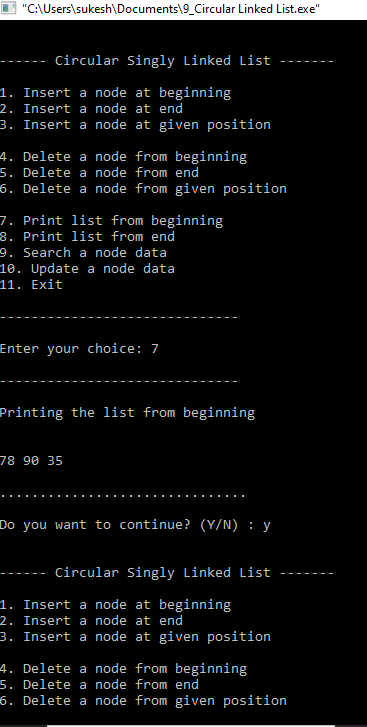 "C:\Users\sukesh\Documents\9_Circular Linked List.exe"
------ Circular Singly Linked List -------
1. Insert a node at beginning
2. Insert a node at end
3. Insert a node at given position
4. Delete a node from beginning
5. Delete a node from end
6. Delete a node from given position
7. Print list from beginning
8. Print list from end
9. Search a node data
10. Update a node data
11. Exit
------------------------------
Enter your choice: 7
------------------------------
Printing the list from beginning
78 90 35
...............................
Do you want to continue? (Y/N) : y
------ Circular Singly Linked List -------
1. Insert a node at beginning
2. Insert a node at end
3. Insert a node at given position
4. Delete a node from beginning
5. Delete a node from end
6. Delete a node from given position